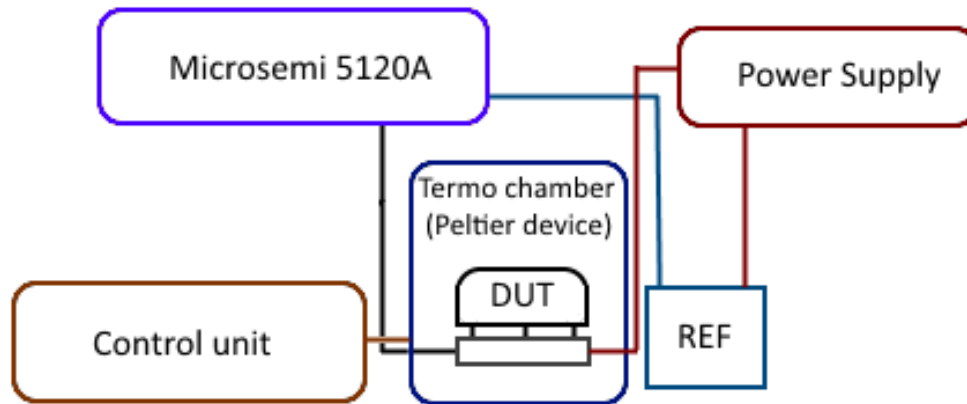 Microsemi 5120A
Power Supply
Termo chamber
(Peltier device)
DUT
Control unit
REF